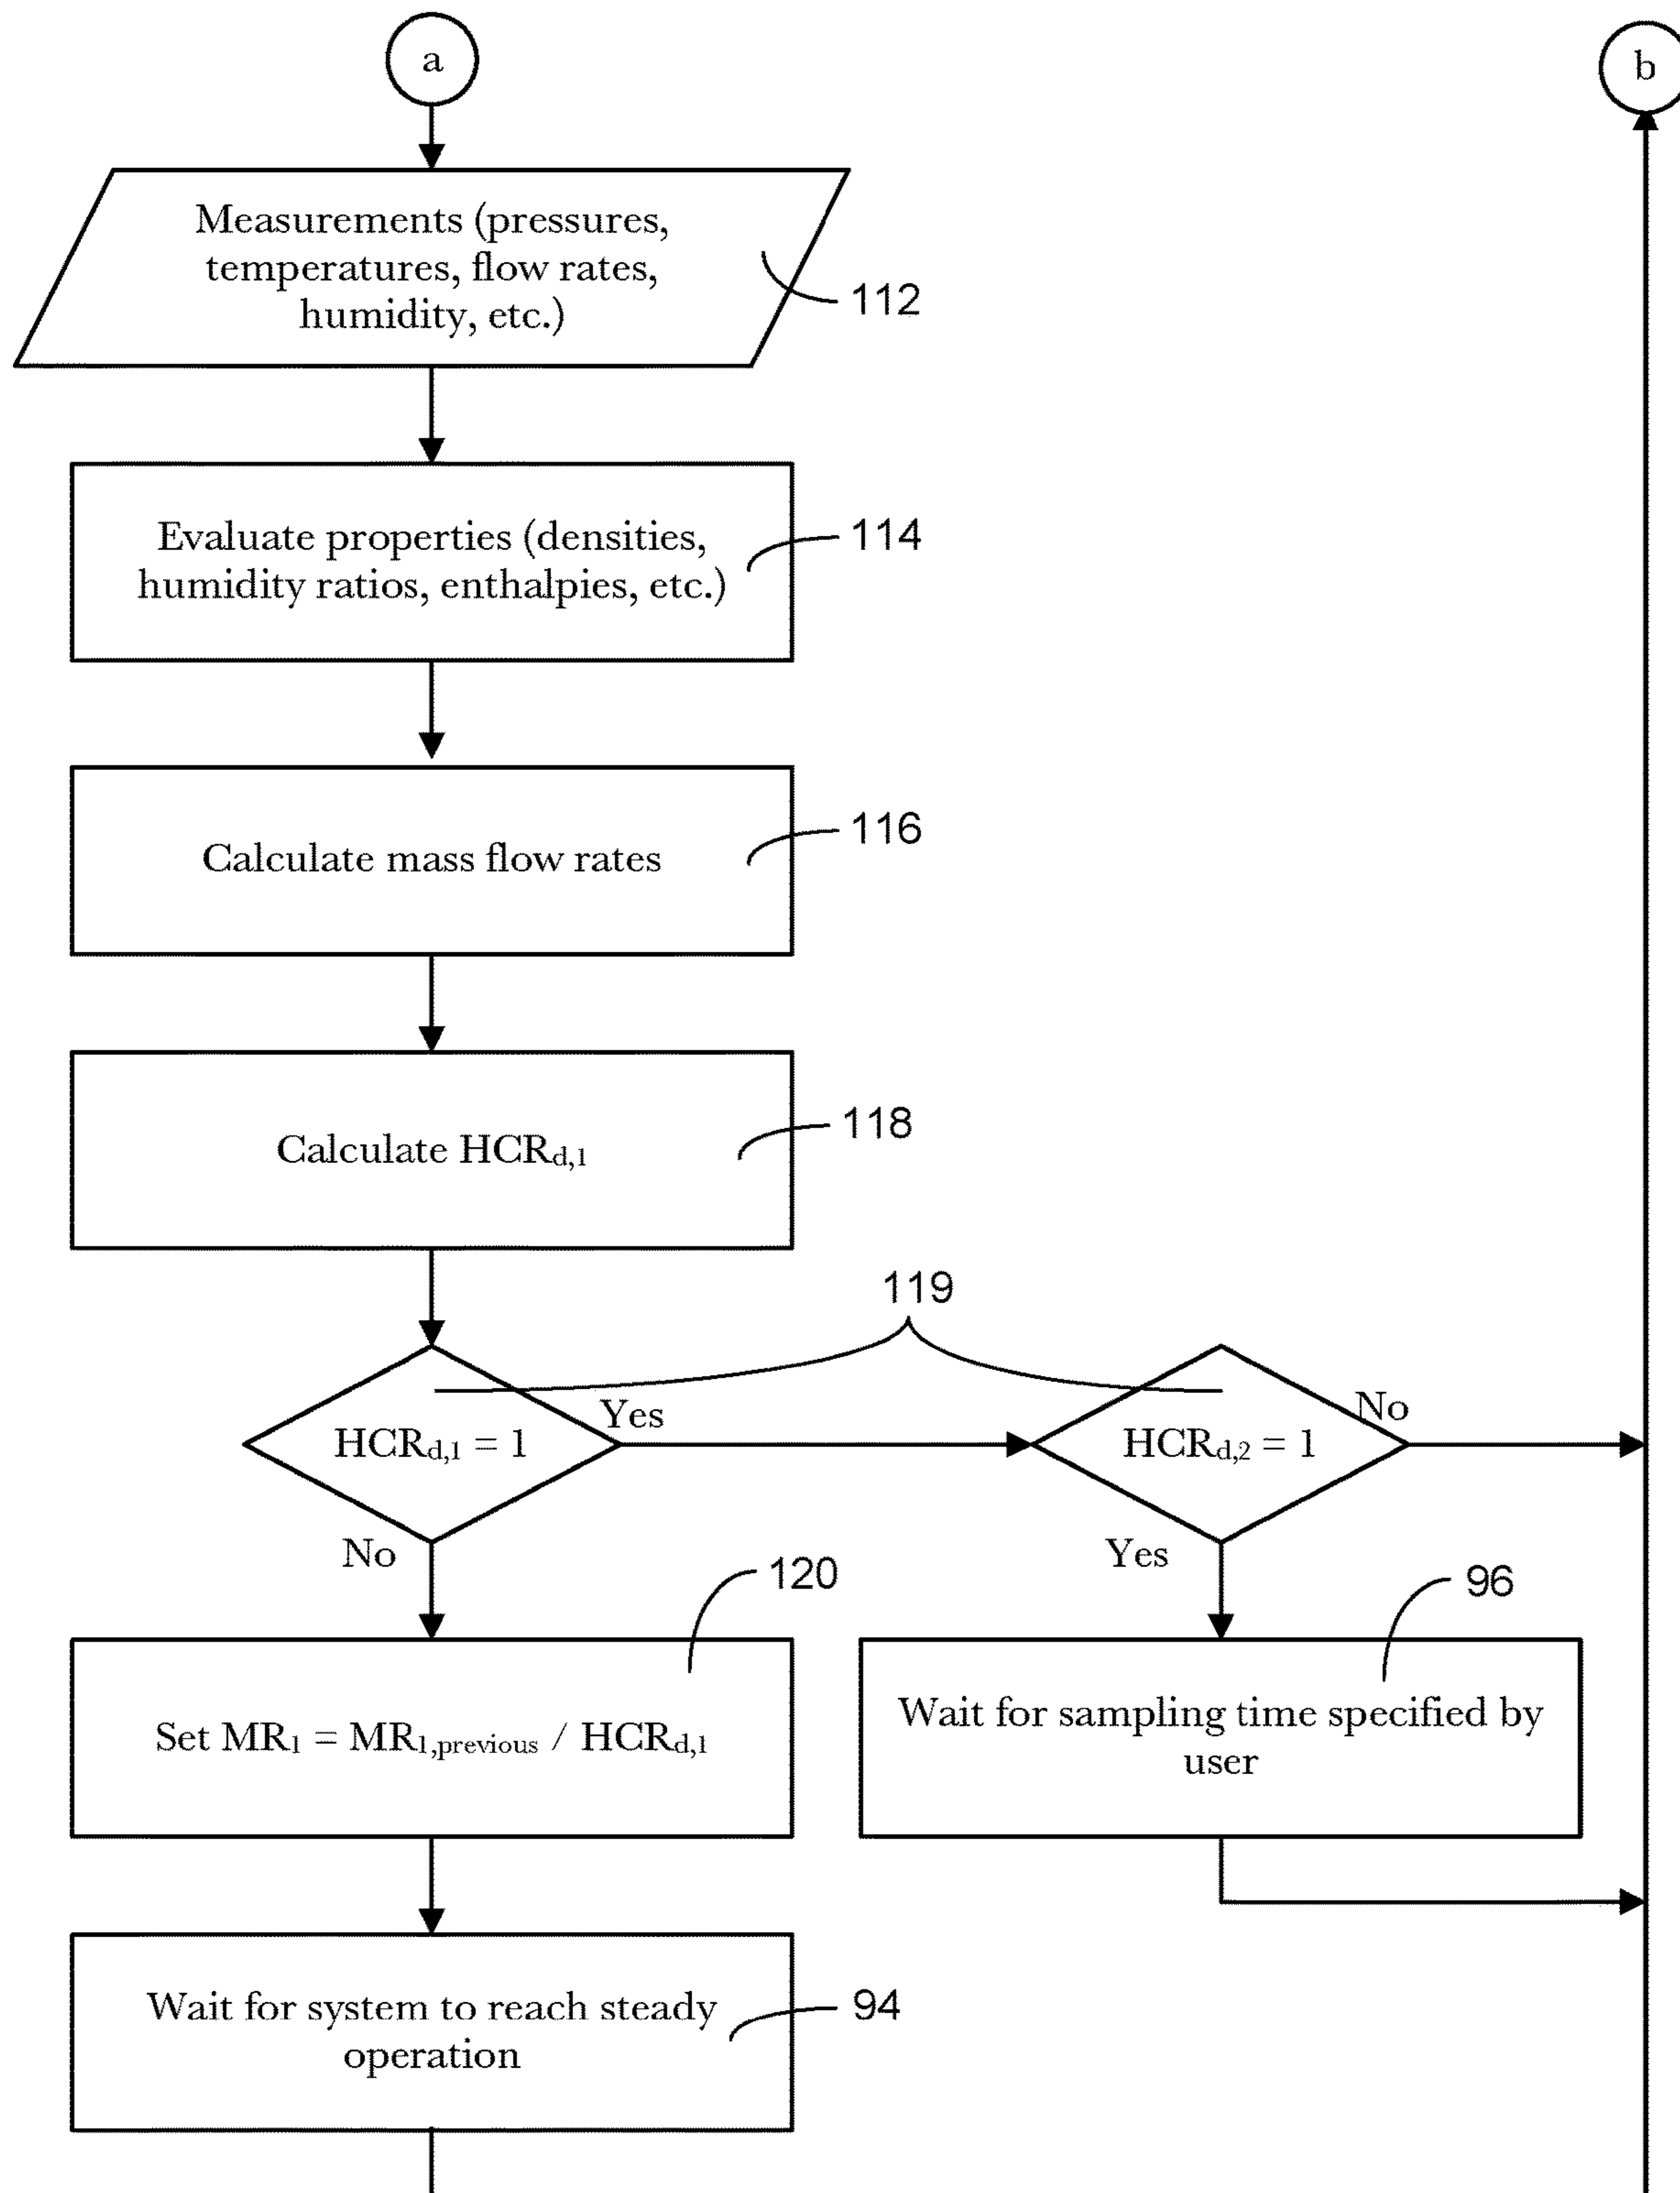 a
b
Measurements (pressures,
temperatures, flow rates,
humidity, etc.)
112
Evaluate properties (densities,
humidity ratios, enthalpies, etc.)
114
Calculate mass flow rates
116
Calculate HCRd,1
118
119
HCRd,1 = 1
Yes
No
HCRd,2 = 1
No
Yes
120
Set MR1 = MR1,previous / HCRd,1
96
Wait for sampling time specified by
user
Wait for system to reach steady
operation
94